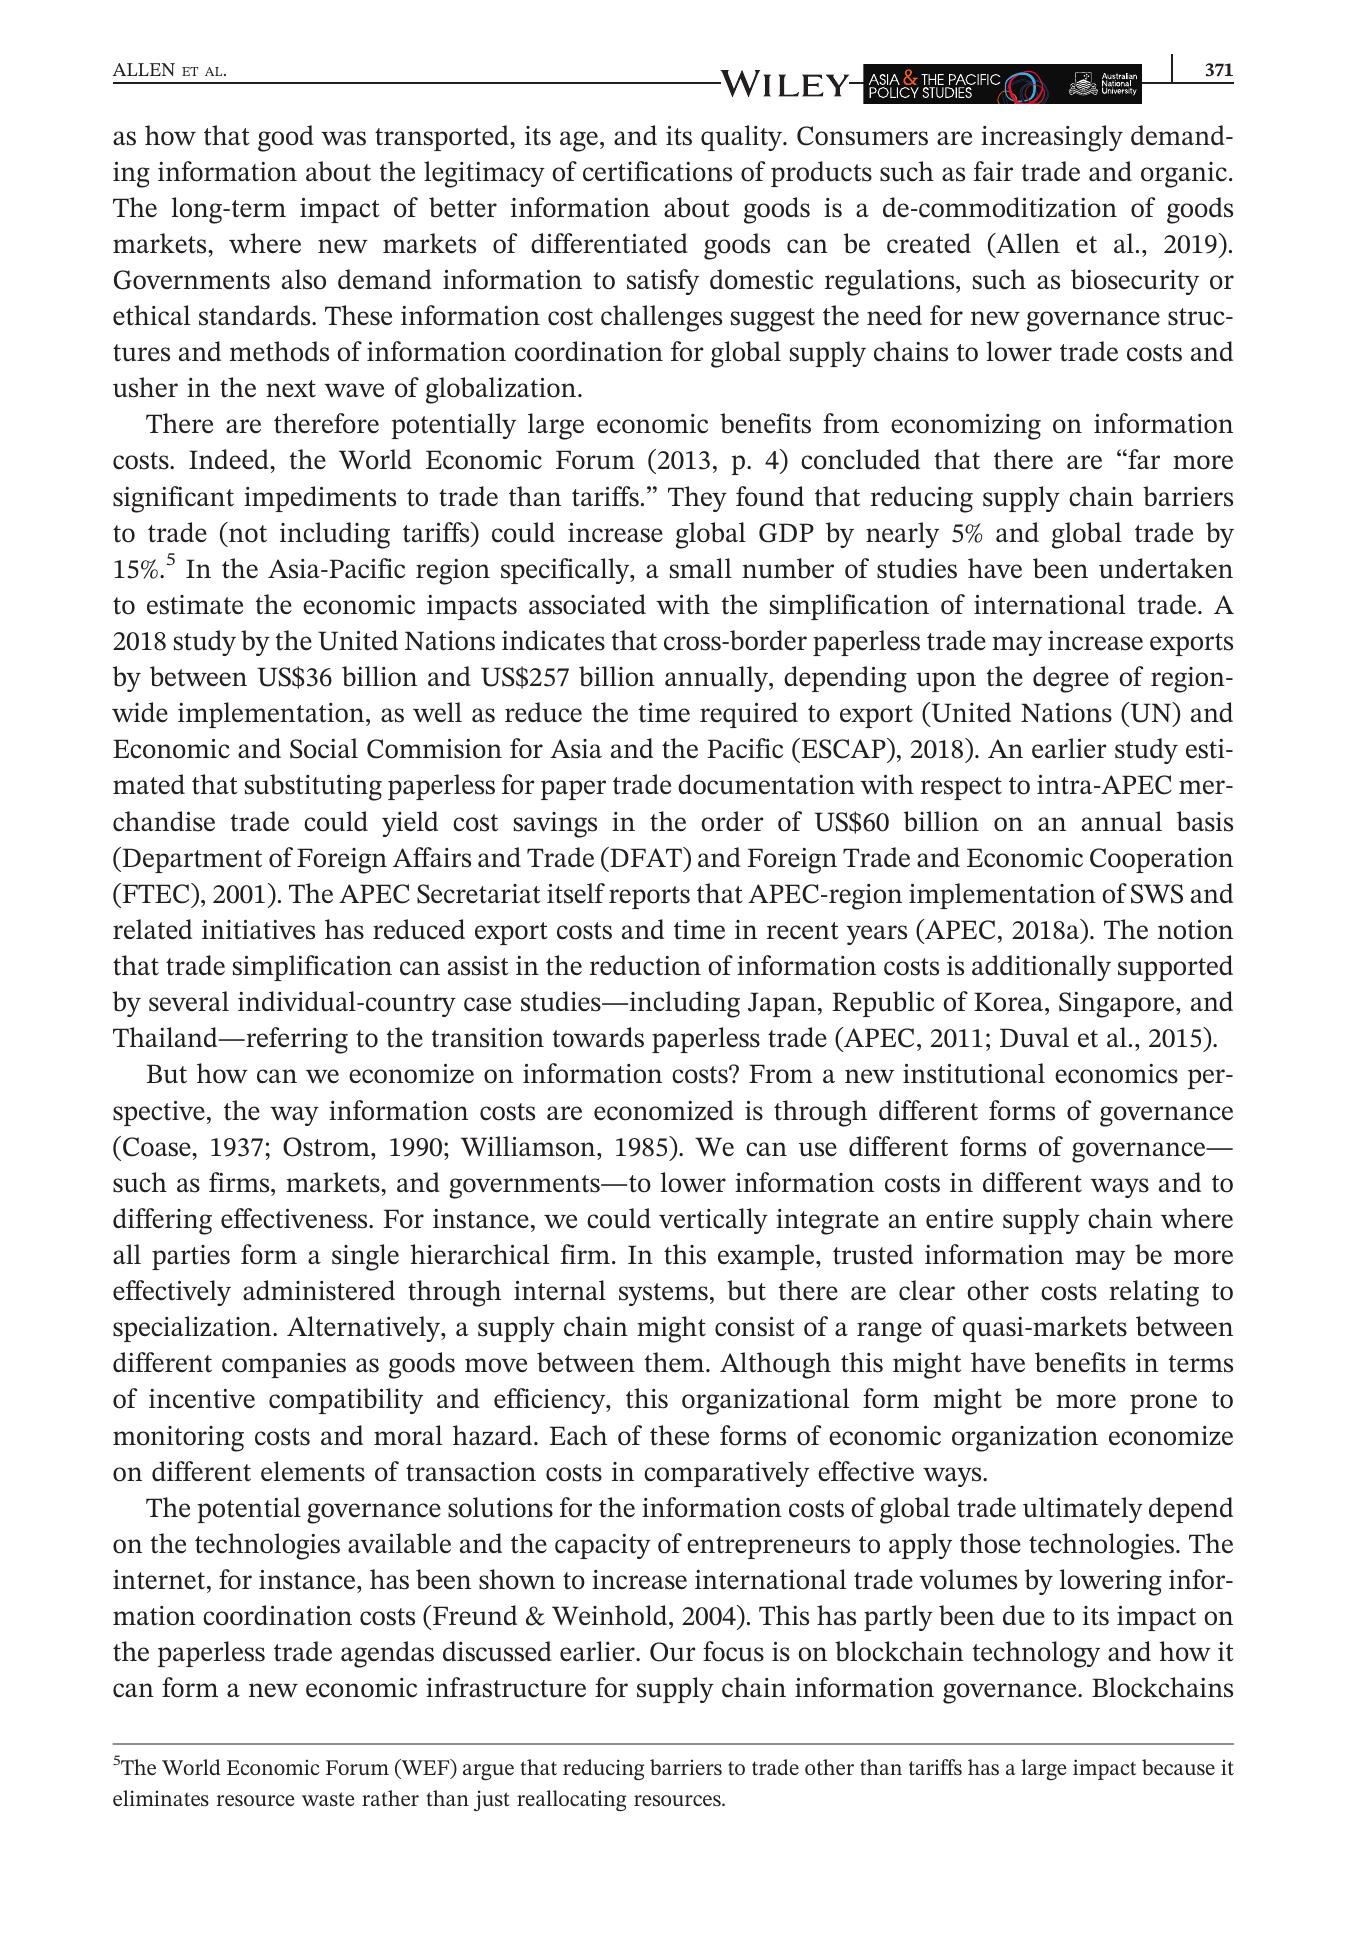 ALLEN ET AL.
WILEY
ASIA & THE PACIFIC
POLICY STUDIES
Australian
National
University
371
as how that good was transported, its age, and its quality. Consumers are increasingly demand-
ing information about the legitimacy of certifications of products such as fair trade and organic.
The long-term impact of better information about goods is a de-commoditization of goods
markets, where new markets of differentiated goods can be created (Allen et al., 2019).
Governments also demand information to satisfy domestic regulations, such as biosecurity or
ethical standards. These information cost challenges suggest the need for new governance struc-
tures and methods of information coordination for global supply chains to lower trade costs and
usher in the next wave of globalization.
There are therefore potentially large economic benefits from economizing on information
costs. Indeed, the World Economic Forum (2013, p. 4) concluded that there are “far more
significant impediments to trade than tariffs.” They found that reducing supply chain barriers
to trade (not including tariffs) could increase global GDP by nearly 5% and global trade by
15%.5 In the Asia-Pacific region specifically, a small number of studies have been undertaken
to estimate the economic impacts associated with the simplification of international trade. A
2018 study by the United Nations indicates that cross-border paperless trade may increase exports
by between US$36 billion and US$257 billion annually, depending upon the degree of region-
wide implementation, as well as reduce the time required to export (United Nations (UN) and
Economic and Social Commision for Asia and the Pacific (ESCAP), 2018). An earlier study esti-
mated that substituting paperless for paper trade documentation with respect to intra-APEC mer-
chandise trade could yield cost savings in the order of US$60 billion on an annual basis
(Department of Foreign Affairs and Trade (DFAT) and Foreign Trade and Economic Cooperation
(FTEC), 2001). The APEC Secretariat itself reports that APEC-region implementation of SWS and
related initiatives has reduced export costs and time in recent years (APEC, 2018a). The notion
that trade simplification can assist in the reduction of information costs is additionally supported
by several individual-country case studies—including Japan, Republic of Korea, Singapore, and
Thailand—referring to the transition towards paperless trade (APEC, 2011; Duval et al., 2015).
But how can we economize on information costs? From a new institutional economics per-
spective, the way information costs are economized is through different forms of governance
(Coase, 1937; Ostrom, 1990; Williamson, 1985). We can use different forms of governance—
such as firms, markets, and governments—to lower information costs in different ways and to
differing effectiveness. For instance, we could vertically integrate an entire supply chain where
all parties form a single hierarchical firm. In this example, trusted information may be more
effectively administered through internal systems, but there are clear other costs relating to
specialization. Alternatively, a supply chain might consist of a range of quasi-markets between
different companies as goods move between them. Although this might have benefits in terms
of incentive compatibility and efficiency, this organizational form might be more prone to
monitoring costs and moral hazard. Each of these forms of economic organization economize
on different elements of transaction costs in comparatively effective ways.
The potential governance solutions for the information costs of global trade ultimately depend
on the technologies available and the capacity of entrepreneurs to apply those technologies. The
internet, for instance, has been shown to increase international trade volumes by lowering infor-
mation coordination costs (Freund & Weinhold, 2004). This has partly been due to its impact on
the paperless trade agendas discussed earlier. Our focus is on blockchain technology and how it
can form a new economic infrastructure for supply chain information governance. Blockchains
5The World Economic Forum (WEF) argue that reducing barriers to trade other than tariffs has a large impact because it
eliminates resource waste rather than just reallocating resources.